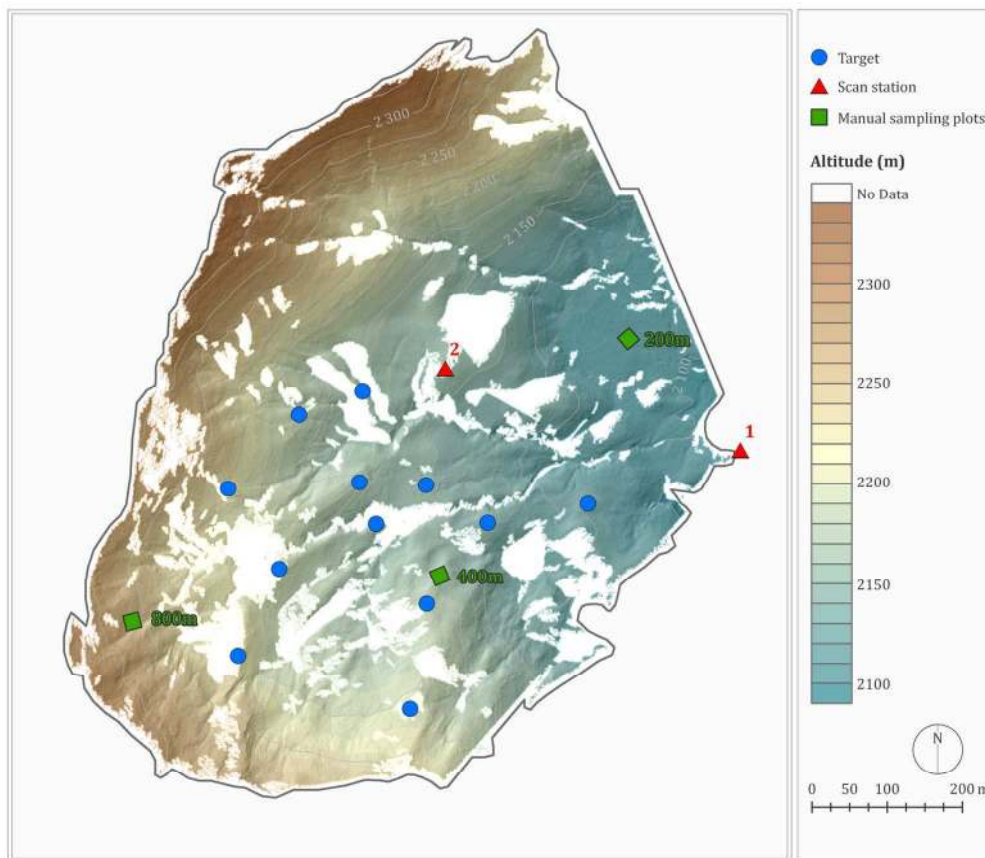 2 300
2 250
2 200
2 150
2 100
200m
2
1
400m
800m
Target
Scan station
Manual sampling plots
Altitude (m)
No Data
2300
2250
2200
2150
2100
N
0 50 100 200 m